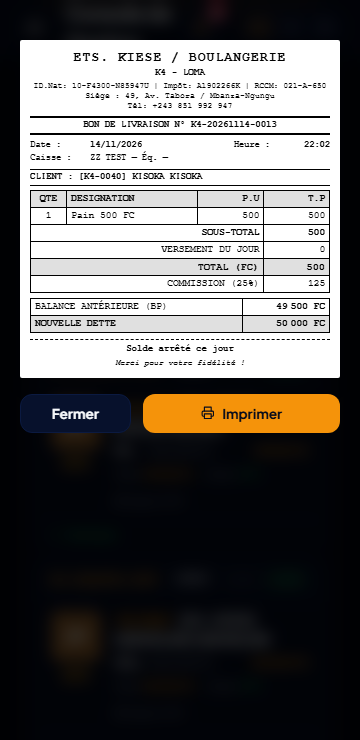 ETS. KIESE / BOULANGERIE
K4 - LOMA
ID.Nat: 10-F4300-N85947U | Impôt: A1902266K | RCCM: 021-A-650
Siège : 49, Av. Tabora / Mbanza-Ngungu
Tél: +243 851 992 947
BON DE LIVRAISON N° K4-20261114-0013
Date : 14/11/2026 Heure : 22:02
Caisse : ZZ TEST — Éq. —
CLIENT : [K4-0040] KISOKA KISOKA
QTE DESIGNATION P.U T.P
1 Pain 500 FC 500 500
SOUS-TOTAL 500
VERSEMENT DU JOUR 0
TOTAL (FC) 500
COMMISSION (25%) 125
BALANCE ANTÉRIEURE (BP) 49 500 FC
NOUVELLE DETTE 50 000 FC
Solde arrêté ce jour
Merci pour votre fidélité !
Fermer
Imprimer